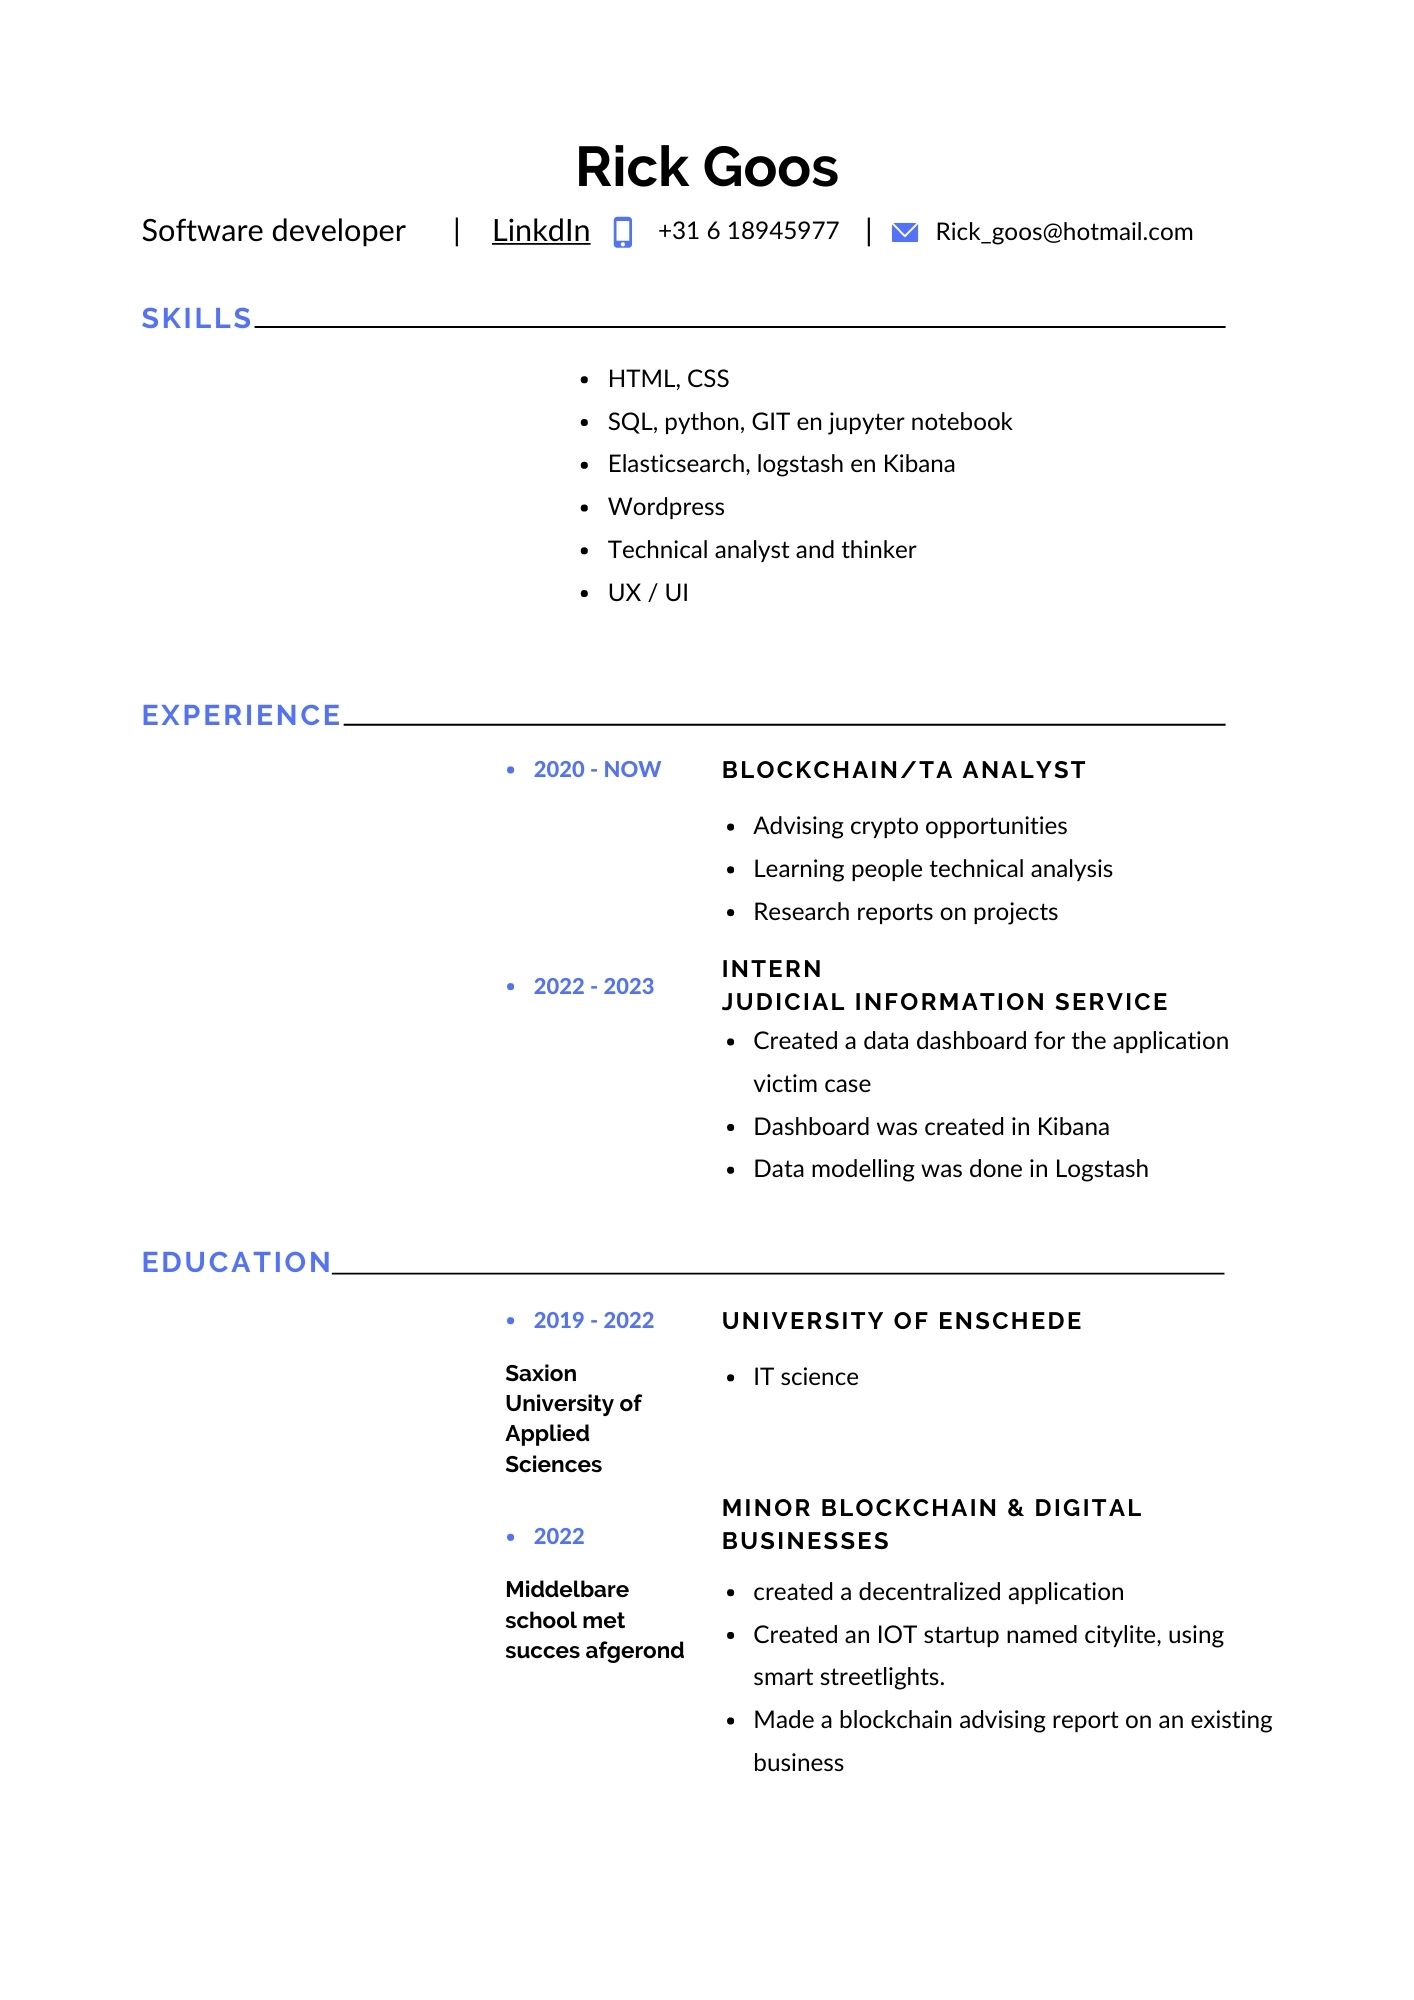 Rick Goos
Software developer | LinkdIn +31 6 18945977 | Rick_goos@hotmail.com
SKILLS
• HTML, CSS
• SQL, python, GIT en jupyter notebook
• Elasticsearch, logstash en Kibana
• Wordpress
• Technical analyst and thinker
• UX / UI
EXPERIENCE
• 2020 - NOW
BLOCKCHAIN/TA ANALYST
• Advising crypto opportunities
• Learning people technical analysis
• Research reports on projects
• 2022 - 2023
INTERN
JUDICIAL INFORMATION SERVICE
• Created a data dashboard for the application
victim case
• Dashboard was created in Kibana
• Data modelling was done in Logstash
EDUCATION
• 2019 - 2022
Saxion
University of
Applied
Sciences
UNIVERSITY OF ENSCHEDE
• IT science
• 2022
Middelbare
school met
succes afgerond
MINOR BLOCKCHAIN & DIGITAL
BUSINESSES
• created a decentralized application
• Created an IOT startup named citylite, using
smart streetlights.
• Made a blockchain advising report on an existing
business